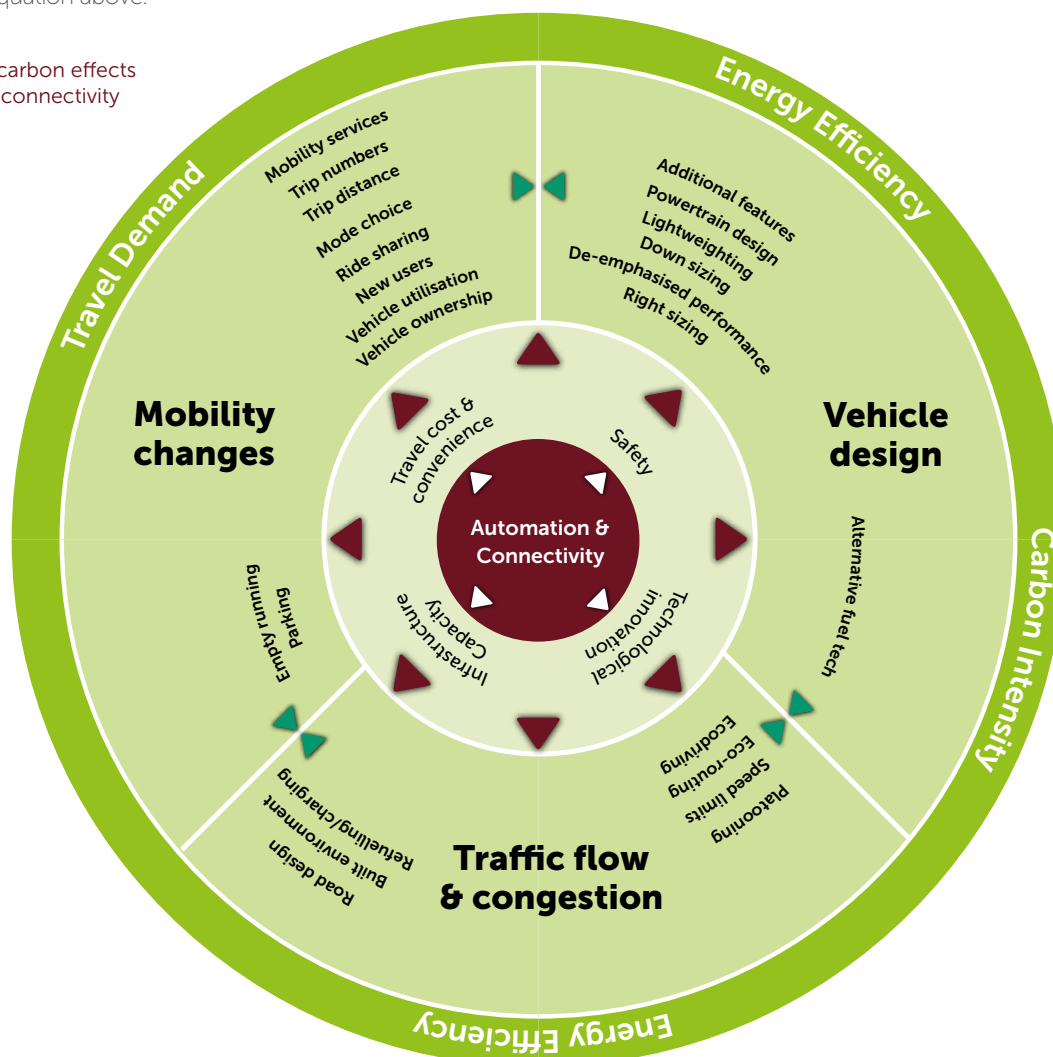 quation above.
carbon effects
connectivity
Energy Efficiency
Travel Demand
Carbon Intensity
Energy Efficiency
Mobility services
Trip numbers
Trip distance
Mode choice
Ride sharing
New users
Vehicle utilisation
Vehicle ownership
Additional features
Powertrain design
Lightweighting
Down sizing
De-emphasised performance
Right sizing
Mobility
changes
Vehicle
design
Travel cost &
convenience
Safety
Automation &
Connectivity
Infrastructure
Capacity
Technological
innovation
Alternative fuel tech
Empty running
Parking
Ecodriving
Eco-routing
Speed limits
Platooning
Refuelling/charging
Built environment
Road design
Traffic flow
& congestion